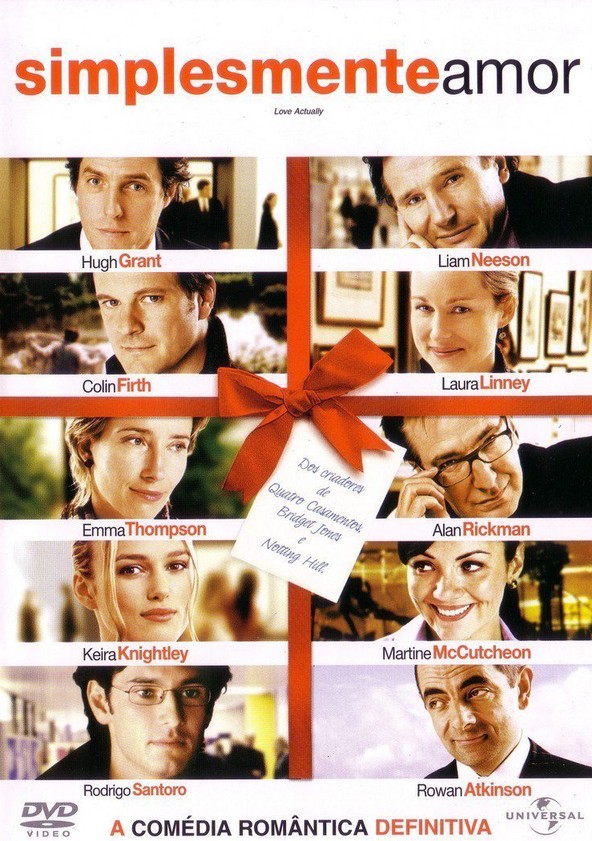 simplesmenteamor
Love Actually
Hugh Grant
Liam Neeson
Colin Firth
Laura Linney
Dos criadores
de
Quatro Casamentos,
Bridget Jones
e
Notting Hill.
Emma Thompson
Alan Rickman
Keira Knightley
Martine McCutcheon
Rodrigo Santoro
Rowan Atkinson
DVD
VIDEO
A COMÉDIA ROMÂNTICA DEFINITIVA
UNIVERSAL